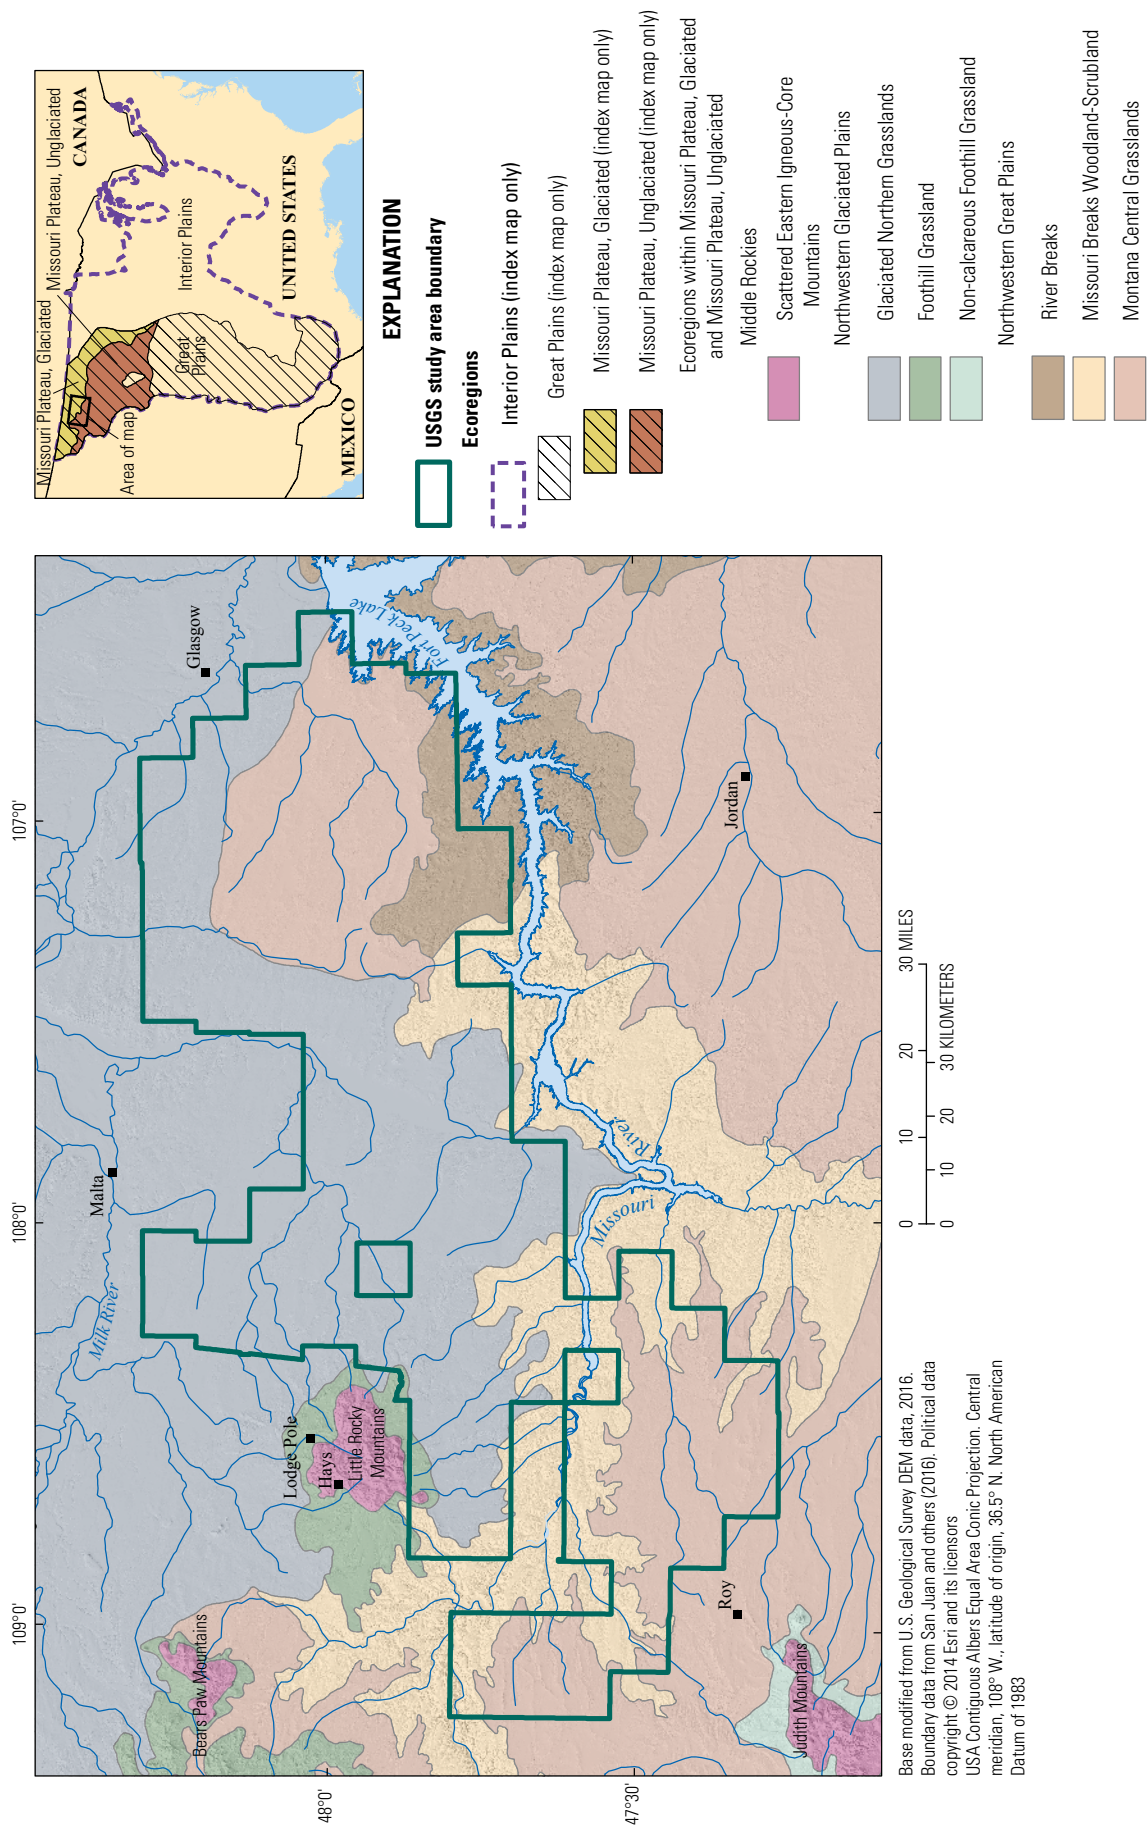 109°0'
108°0'
107°0'
48°0'
47°30'
Bears Paw Mountains
Milk River
Malta
Glasgow
Lodge Pole
Hays
Little Rocky
Mountains
Fort Peck Lake
Missouri
River
Roy
Jordan
Judith Mountains
Base modified from U.S. Geological Survey DEM data, 2016.
Boundary data from San Juan and others (2016). Political data
copyright © 2014 Esri and its licensors
USA Contiguous Albers Equal Area Conic Projection. Central
meridian, 108° W., latitude of origin, 36.5° N. North American
Datum of 1983
0 10 20 30 MILES
0 10 20 30 KILOMETERS
Missouri Plateau, Glaciated
Missouri Plateau, Unglaciated
CANADA
Area of map
Great
Plains
Interior Plains
UNITED STATES
MEXICO
EXPLANATION
USGS study area boundary
Ecoregions
Interior Plains (index map only)
Great Plains (index map only)
Missouri Plateau, Glaciated (index map only)
Missouri Plateau, Unglaciated (index map only)
Ecoregions within Missouri Plateau, Glaciated
and Missouri Plateau, Unglaciated
Middle Rockies
Scattered Eastern Igneous-Core
Mountains
Northwestern Glaciated Plains
Glaciated Northern Grasslands
Foothill Grassland
Non-calcareous Foothill Grassland
Northwestern Great Plains
River Breaks
Missouri Breaks Woodland-Scrubland
Montana Central Grasslands